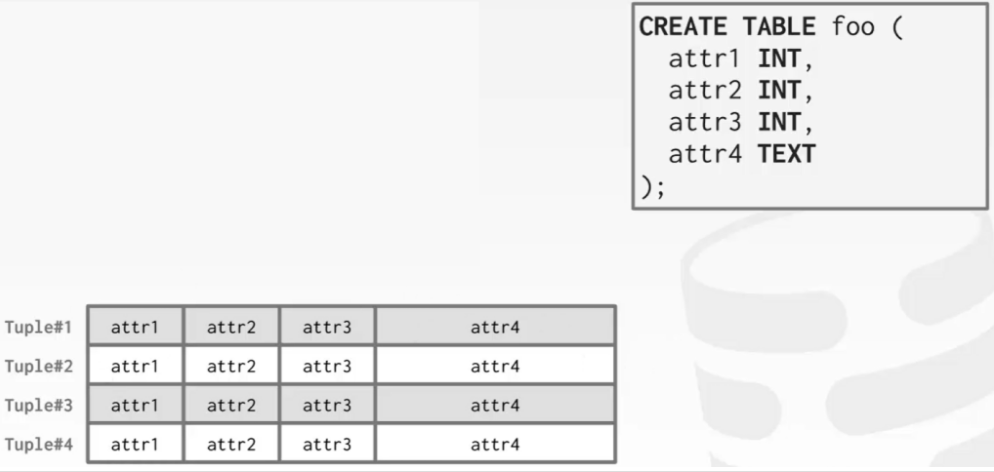 CREATE TABLE foo (
attr1 INT,
attr2 INT,
attr3 INT,
attr4 TEXT
);
Tuple#1 attr1 attr2 attr3 attr4
Tuple#2 attr1 attr2 attr3 attr4
Tuple#3 attr1 attr2 attr3 attr4
Tuple#4 attr1 attr2 attr3 attr4